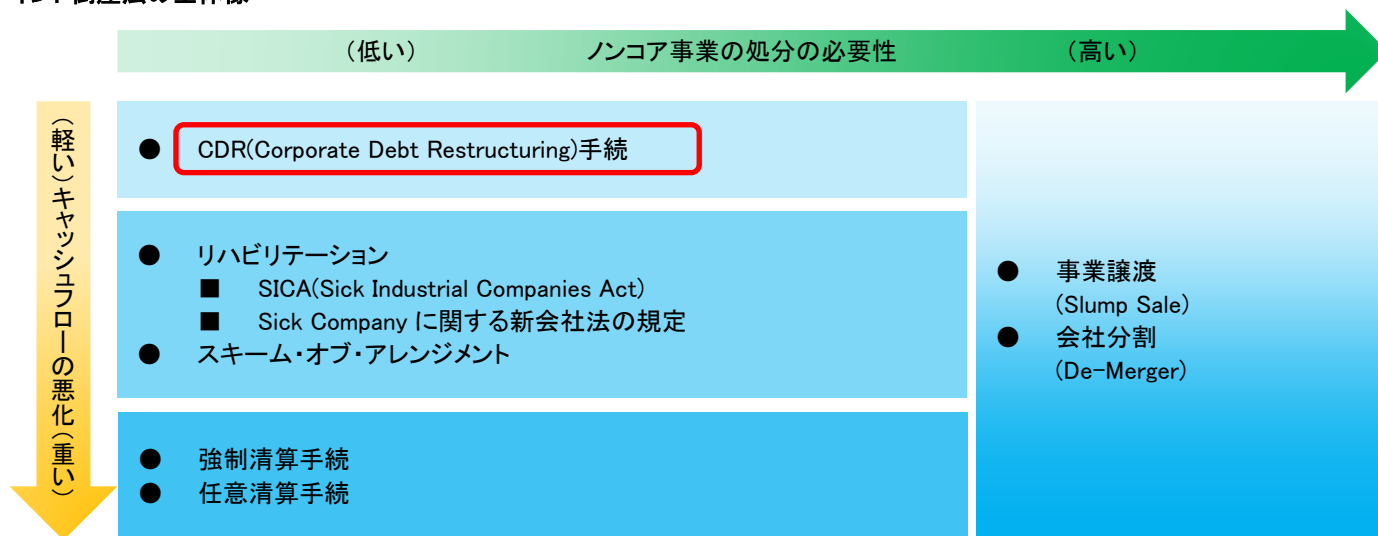 (低い) ノンコア事業の処分の必要性 (高い)
(軽い)キャッシュフローの悪化(重い)
● CDR(Corporate Debt Restructuring)手続
● リハビリテーション
■ SICA(Sick Industrial Companies Act)
■ Sick Company に関する新会社法の規定
● スキーム・オブ・アレンジメント
● 強制清算手続
● 任意清算手続
● 事業譲渡
(Slump Sale)
● 会社分割
(De-Merger)